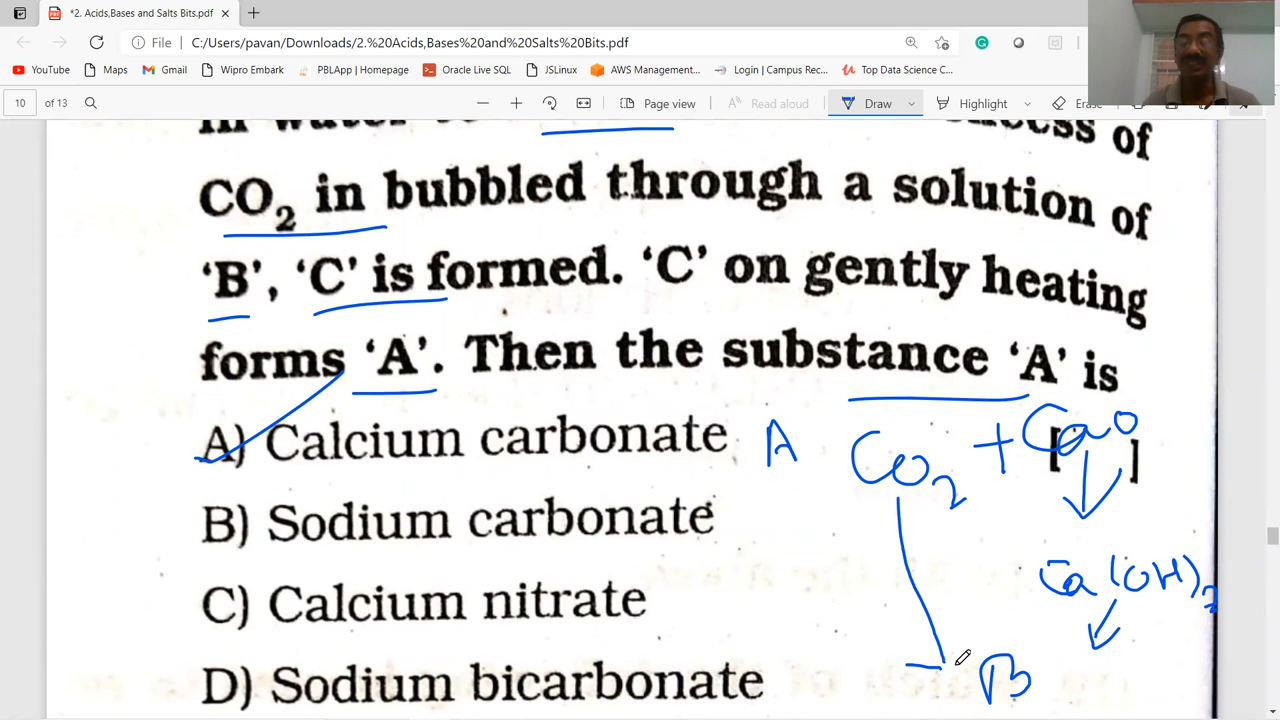 *2. Acids,Bases and Salts Bits.pdf
File C:/Users/pavan/Downloads/2.%20Acids,Bases%20and%20Salts%20Bits.pdf
YouTube Maps Gmail Wipro Embark PBLApp | Homepage Oracle Live SQL JSLinux AWS Management... Login | Campus Rec... Top Data Science C...
10 of 13 Page view Read aloud Draw Highlight Erase
in water of
CO2 in bubbled through a solution of
'B', 'C' is formed. 'C' on gently heating
forms 'A'. Then the substance 'A' is
A) Calcium carbonate A CO2 + CaO [ ]
B) Sodium carbonate
Ca(OH)2
C) Calcium nitrate
D) Sodium bicarbonate B